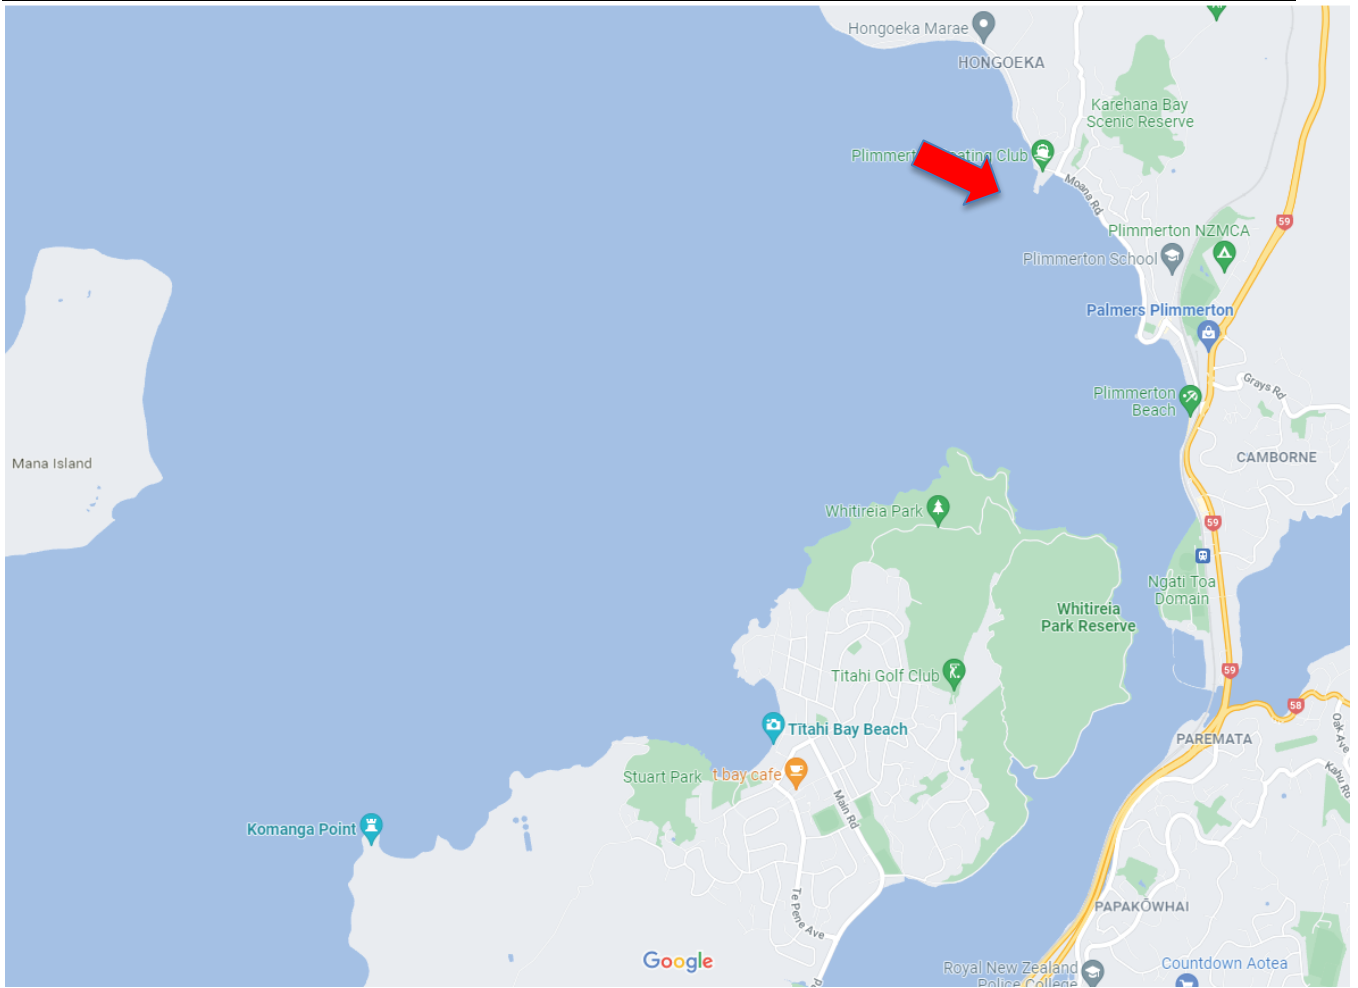 Hongoeka Marae
HONGOEKA
Karehana Bay
Scenic Reserve
ating Club
Moana Rd
59
Plimmerton NZMCA
Plimmerton School
Palmers Plimmerton
Grays Rd
Plimmerton
Beach
CAMBORNE
Mana Island
Whitireia Park
59
Ngāti Toa
Domain
Whitireia
Park Reserve
Titahi Golf Club
59
58
Oak Ave
Tītahi Bay Beach
PAREMATA
Stuart Park
t bay cafe
Kahu Rd
Main Rd
Komanga Point
Te Pene Ave
PAPAKŌWHAI
Google
Royal New Zealand
Police College
Countdown Aotea